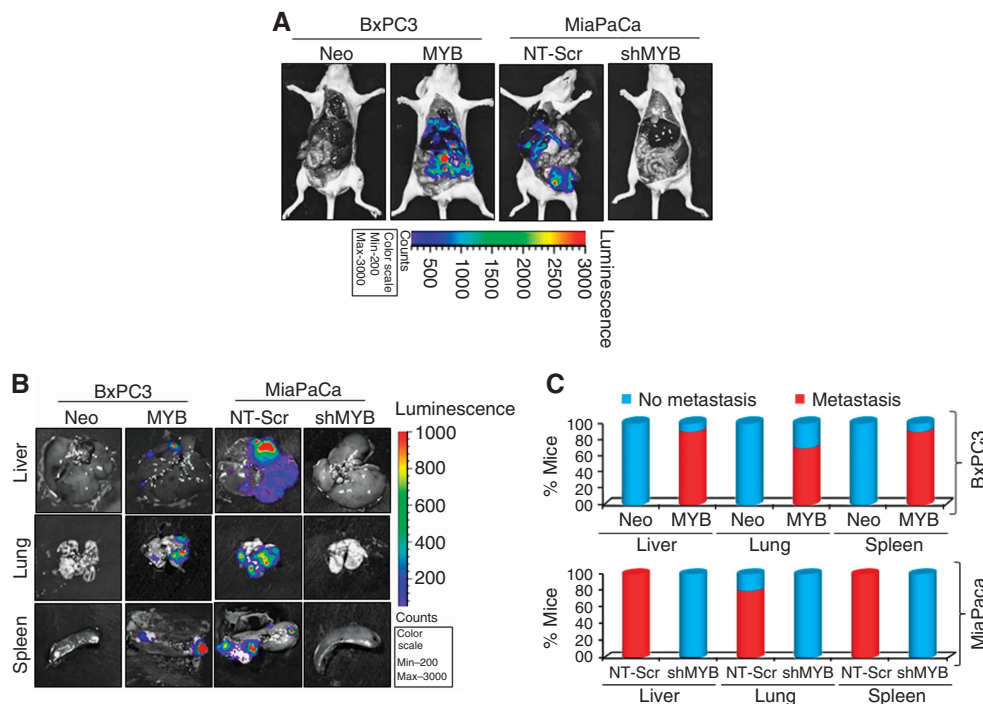 A
BxPC3
MiaPaCa
Neo
MYB
NT-Scr
shMYB
Color scale
Min-200
Max-3000
Counts
500
1000
1500
2000
2500
3000
Luminescence
B
BxPC3
MiaPaCa
Neo
MYB
NT-Scr
shMYB
Luminescence
Liver
Lung
Spleen
1000
800
600
400
200
Counts
Color
scale
Min–200
Max–3000
C
No metastasis
Metastasis
% Mice
100
80
60
40
20
00
Neo MYB Neo MYB Neo MYB
Liver Lung Spleen
BxPC3
% Mice
100
80
60
40
20
00
NT-Scr shMYB NT-Scr shMYB NT-Scr shMYB
Liver Lung Spleen
MiaPaca